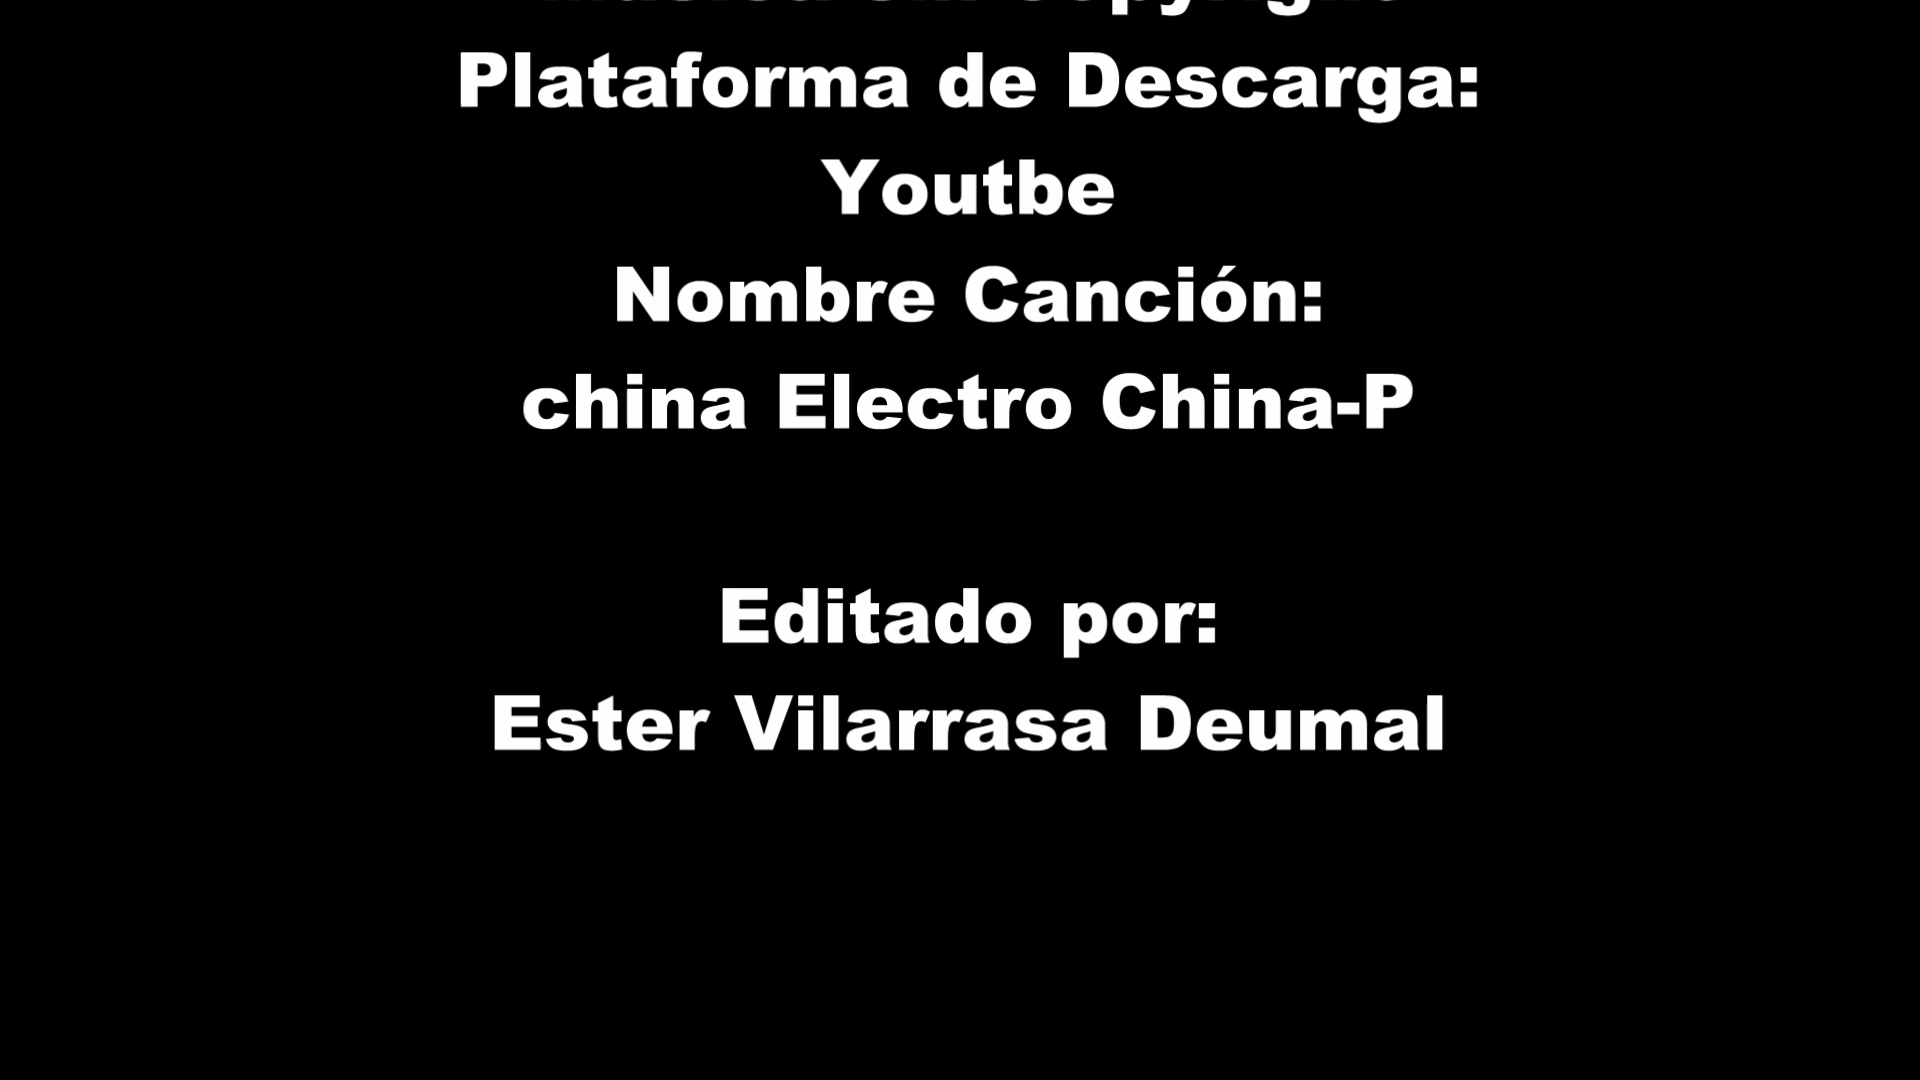 Plataforma de Descarga:
Youtbe
Nombre Canción:
china Electro China-P
Editado por:
Ester Vilarrasa Deumal